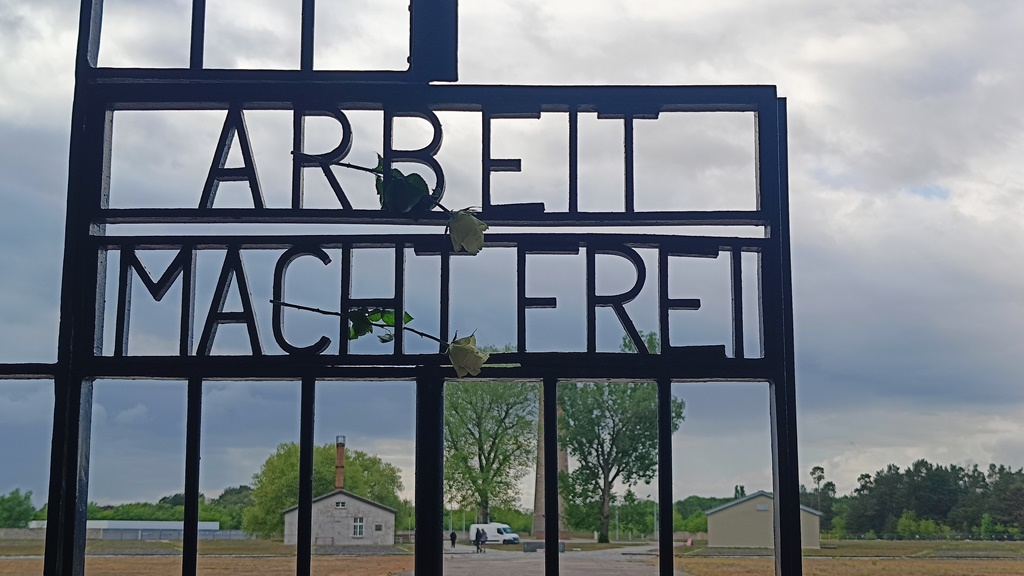 ARBEIT
MACHT FREI